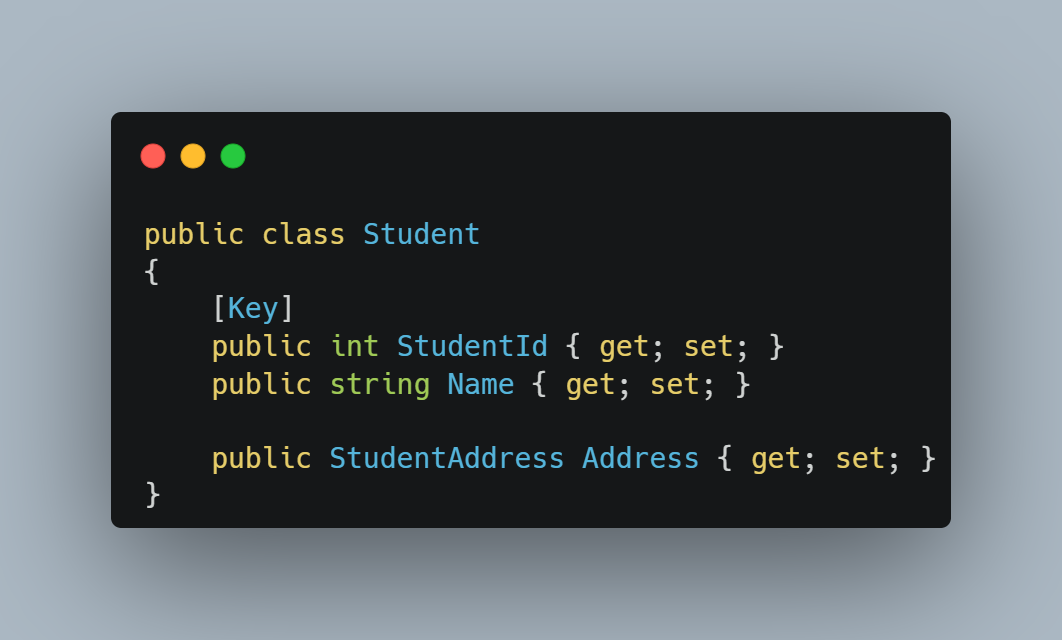 public class Student
{
    [Key]
    public int StudentId { get; set; }
    public string Name { get; set; }

    public StudentAddress Address { get; set; }
}